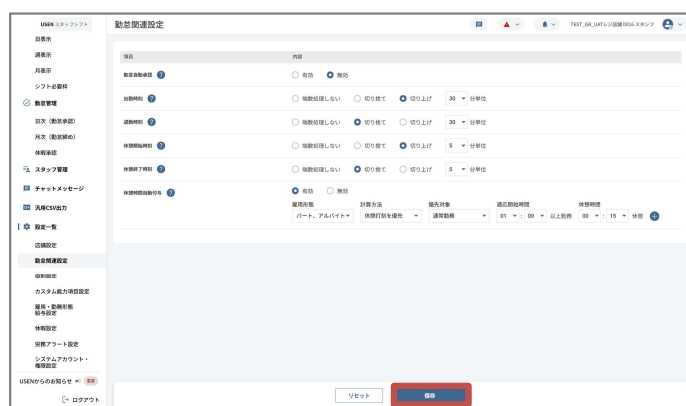 USEN スタッフシフト
勤怠関連設定
TEST_GR_UATレジ店舗0016 スタシフ
日表示
週表示
月表示
シフト必要枠
勤怠管理
日次（勤怠承認）
月次（勤怠締め）
休暇承認
スタッフ管理
チャットメッセージ
汎用CSV出力
設定一覧
店舗設定
勤怠関連設定
役割設定
カスタム能力項目設定
雇用・勤務形態
給与設定
休暇設定
労務アラート設定
システムアカウント・
権限設定
USENからのお知らせ 重要
ログアウト
項目 内容
勤怠自動承認 ? 有効 無効
出勤時刻 ? 端数処理しない 切り捨て 切り上げ 30 分単位
退勤時刻 ? 端数処理しない 切り捨て 切り上げ 30 分単位
休憩開始時刻 ? 端数処理しない 切り捨て 切り上げ 5 分単位
休憩終了時刻 ? 端数処理しない 切り捨て 切り上げ 5 分単位
休憩時間自動付与 ? 有効 無効
雇用形態 計算方法 優先対象 適応開始時間 休憩時間
パート、アルバイト 休憩打刻を優先 通常勤務 01 : 00 以上勤務 00 : 15 休憩
リセット 保存